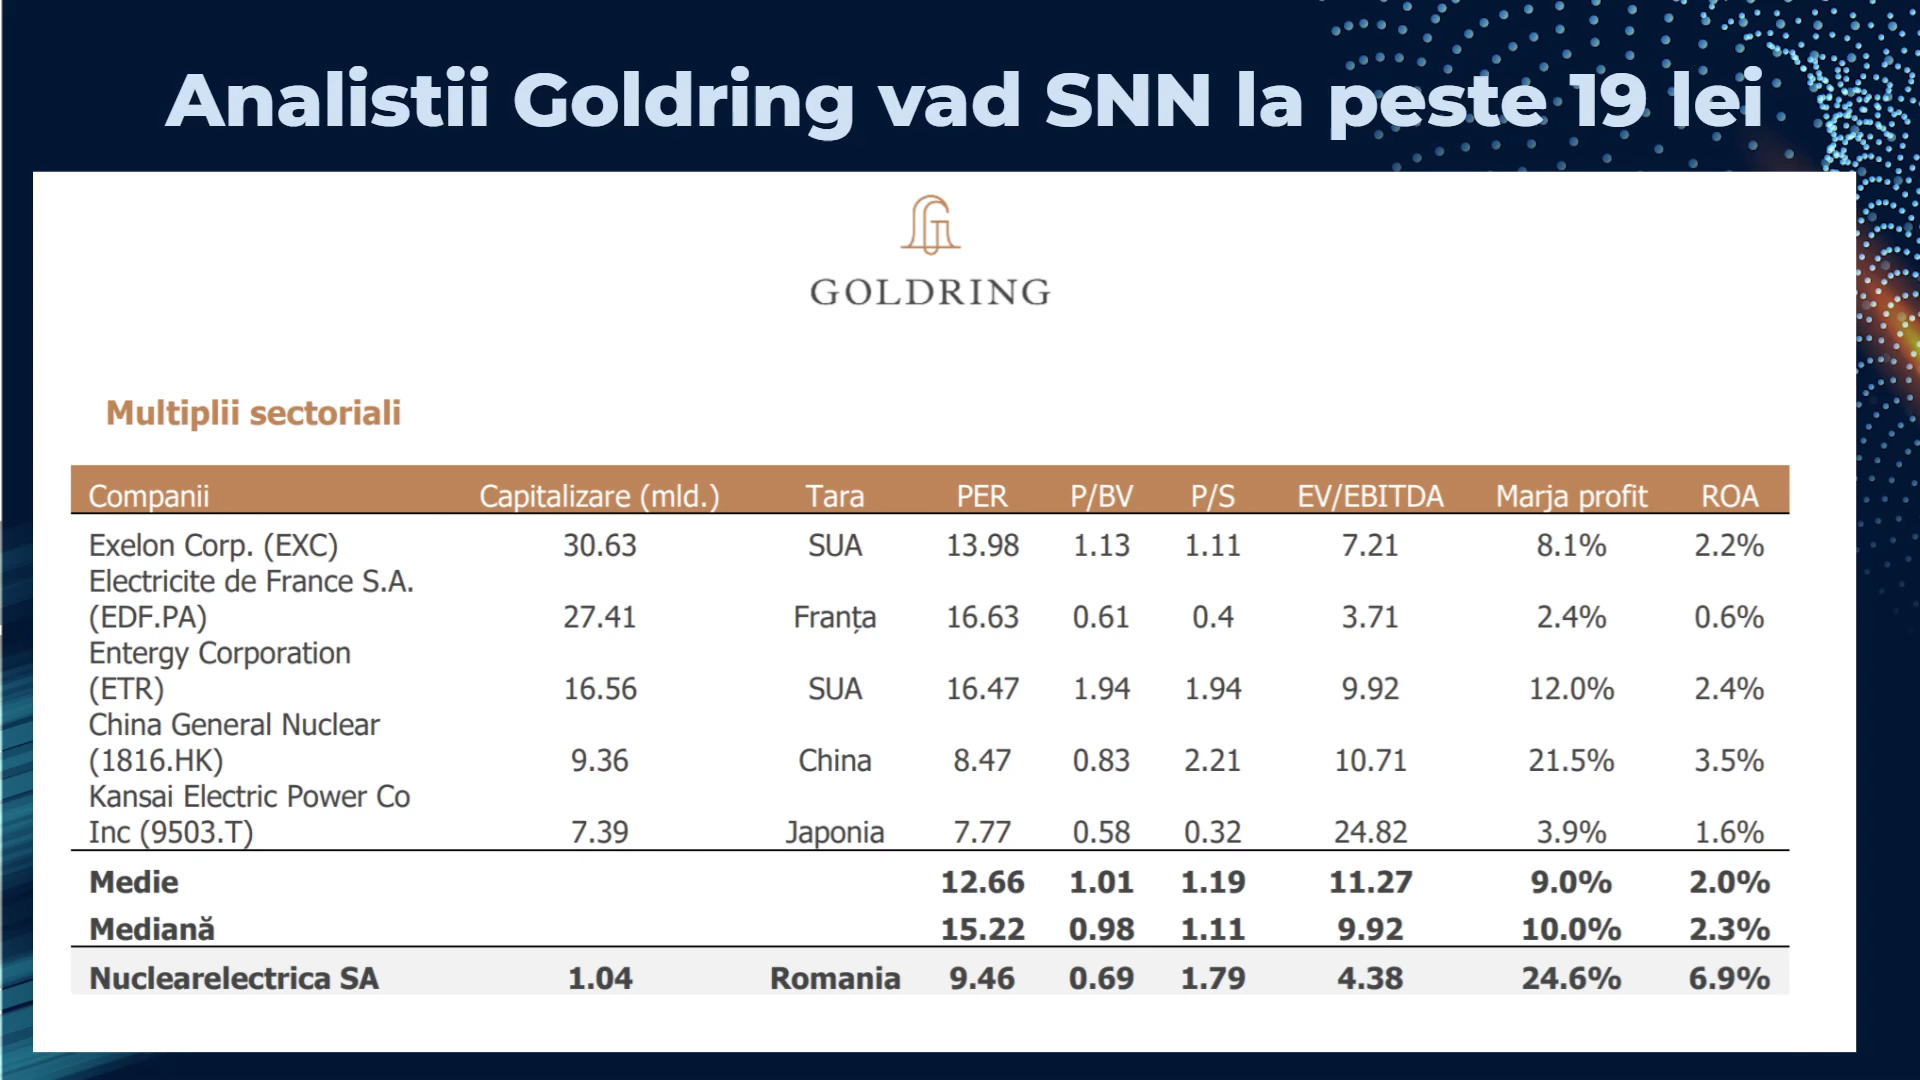 Analistii Goldring vad SNN la peste 19 lei
GOLDRING
Multiplii sectoriali
Companii Capitalizare (mld.) Tara PER P/BV P/S EV/EBITDA Marja profit ROA
Exelon Corp. (EXC) 30.63 SUA 13.98 1.13 1.11 7.21 8.1% 2.2%
Electricite de France S.A.
(EDF.PA) 27.41 Franța 16.63 0.61 0.4 3.71 2.4% 0.6%
Entergy Corporation
(ETR) 16.56 SUA 16.47 1.94 1.94 9.92 12.0% 2.4%
China General Nuclear
(1816.HK) 9.36 China 8.47 0.83 2.21 10.71 21.5% 3.5%
Kansai Electric Power Co
Inc (9503.T) 7.39 Japonia 7.77 0.58 0.32 24.82 3.9% 1.6%
Medie 12.66 1.01 1.19 11.27 9.0% 2.0%
Mediană 15.22 0.98 1.11 9.92 10.0% 2.3%
Nuclearelectrica SA 1.04 Romania 9.46 0.69 1.79 4.38 24.6% 6.9%